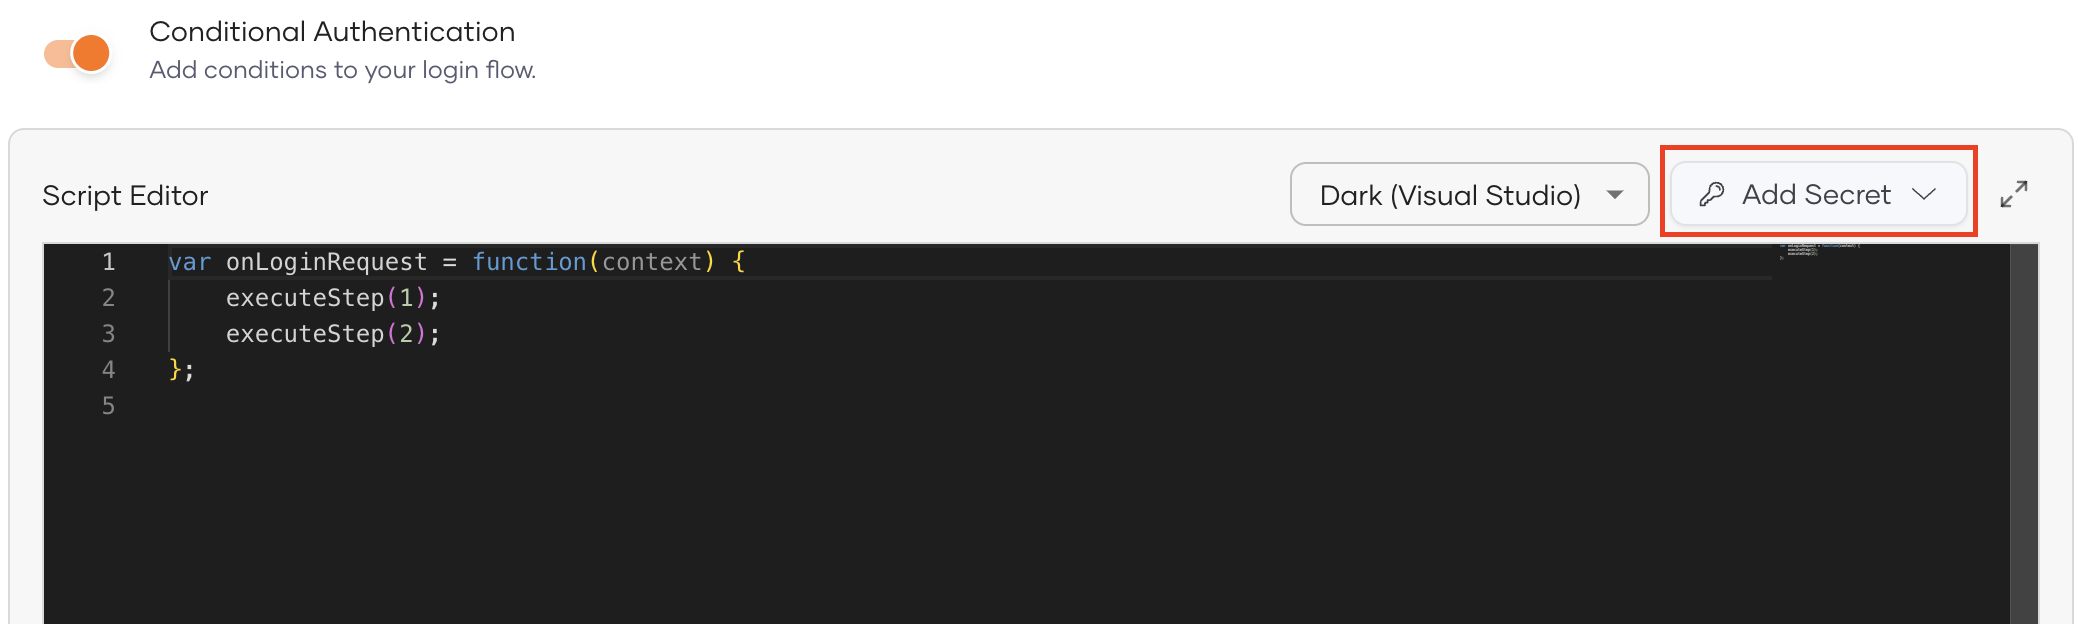 Conditional Authentication
Add conditions to your login flow.
Script Editor
Dark (Visual Studio)
Add Secret
1 var onLoginRequest = function(context) {
2     executeStep(1);
3     executeStep(2);
4 };
5